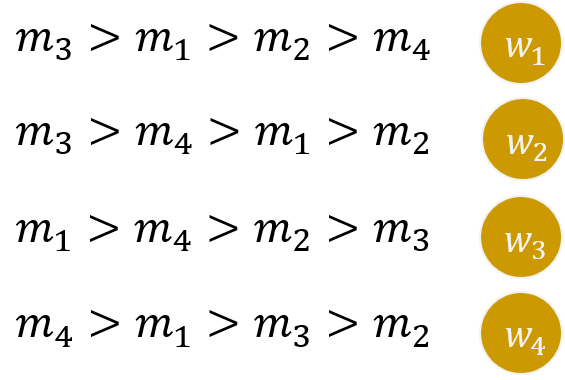 m₃ > m₁ > m₂ > m₄ w₁
m₃ > m₄ > m₁ > m₂ w₂
m₁ > m₄ > m₂ > m₃ w₃
m₄ > m₁ > m₃ > m₂ w₄